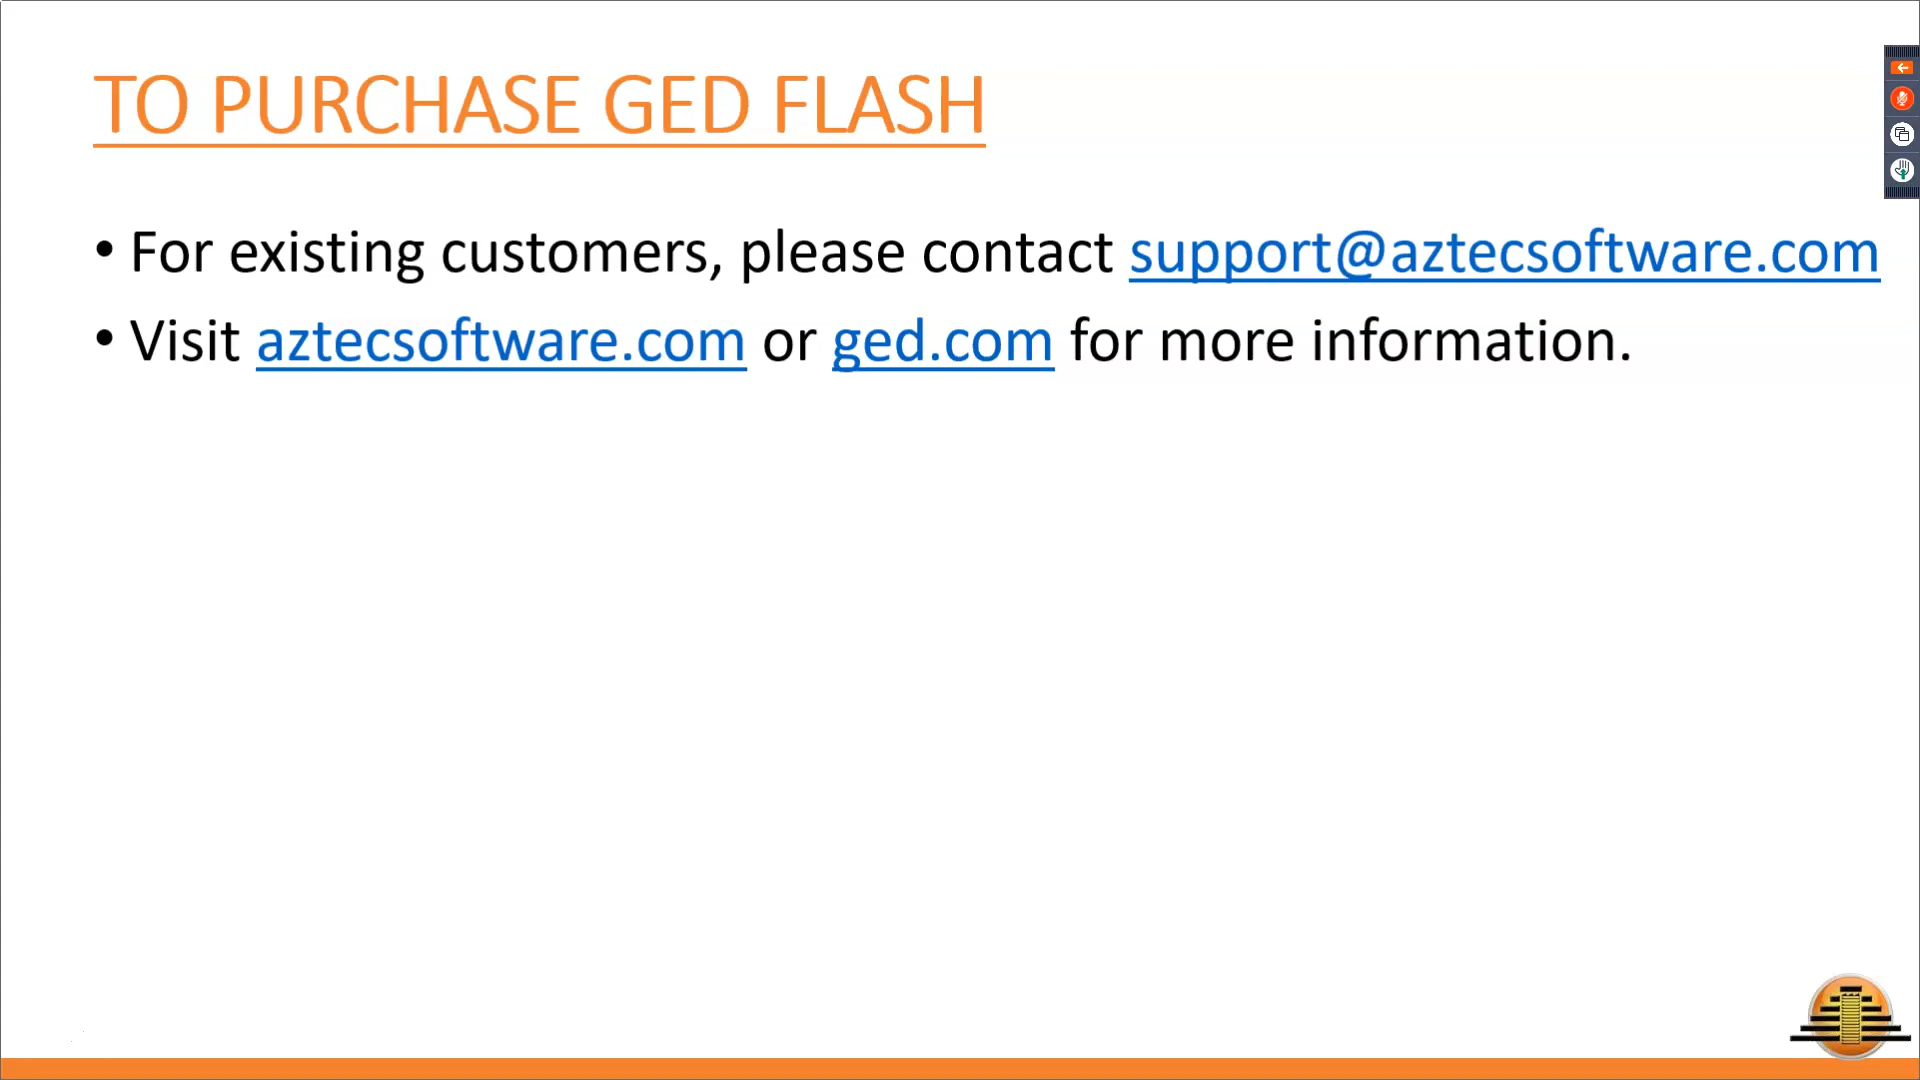 TO PURCHASE GED FLASH
• For existing customers, please contact support@aztecsoftware.com
• Visit aztecsoftware.com or ged.com for more information.